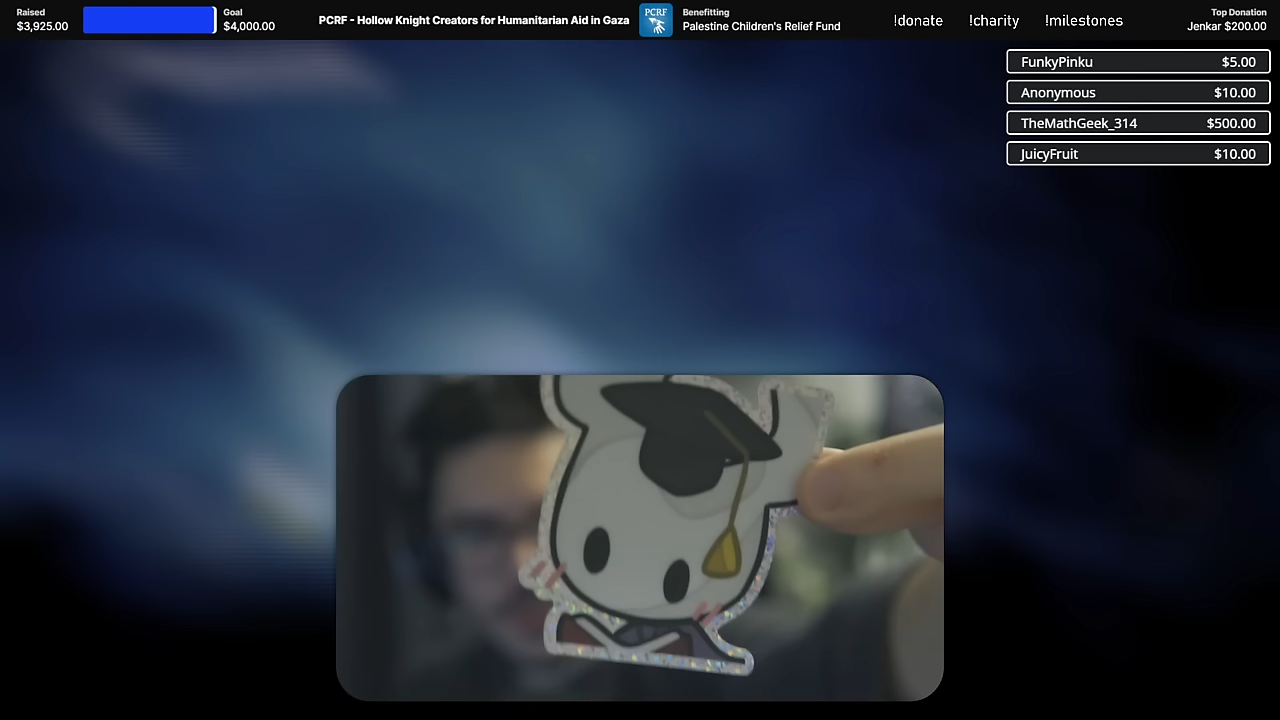 Raised
$3,925.00
Goal
$4,000.00
PCRF - Hollow Knight Creators for Humanitarian Aid in Gaza
PCRF
Benefitting
Palestine Children's Relief Fund
!donate
!charity
!milestones
Top Donation
Jenkar $200.00
FunkyPinku $5.00
Anonymous $10.00
TheMathGeek_314 $500.00
JuicyFruit $10.00